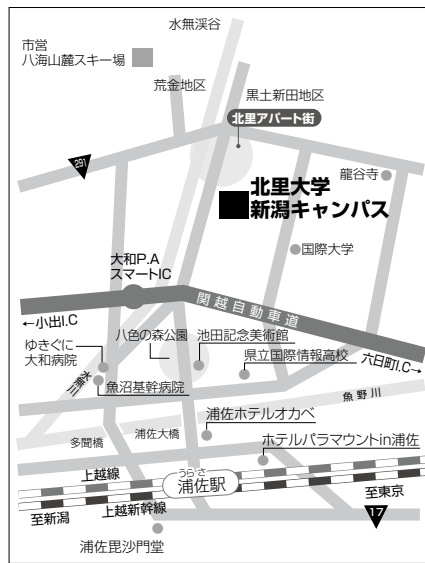 水無渓谷
市営
八海山麓スキー場
荒金地区
黒土新田地区
北里アパート街
291
龍谷寺
北里大学
新潟キャンパス
国際大学
大和P.A
スマートIC
関越自動車道
←小出I.C
八色の森公園
池田記念美術館
ゆきぐに
大和病院
県立国際情報高校
六日町I.C→
水無川
魚沼基幹病院
魚野川
浦佐ホテルオカベ
多聞橋
浦佐大橋
ホテルパラマウントin浦佐
上越線
うらさ
浦佐駅
至東京
至新潟
上越新幹線
17
浦佐毘沙門堂